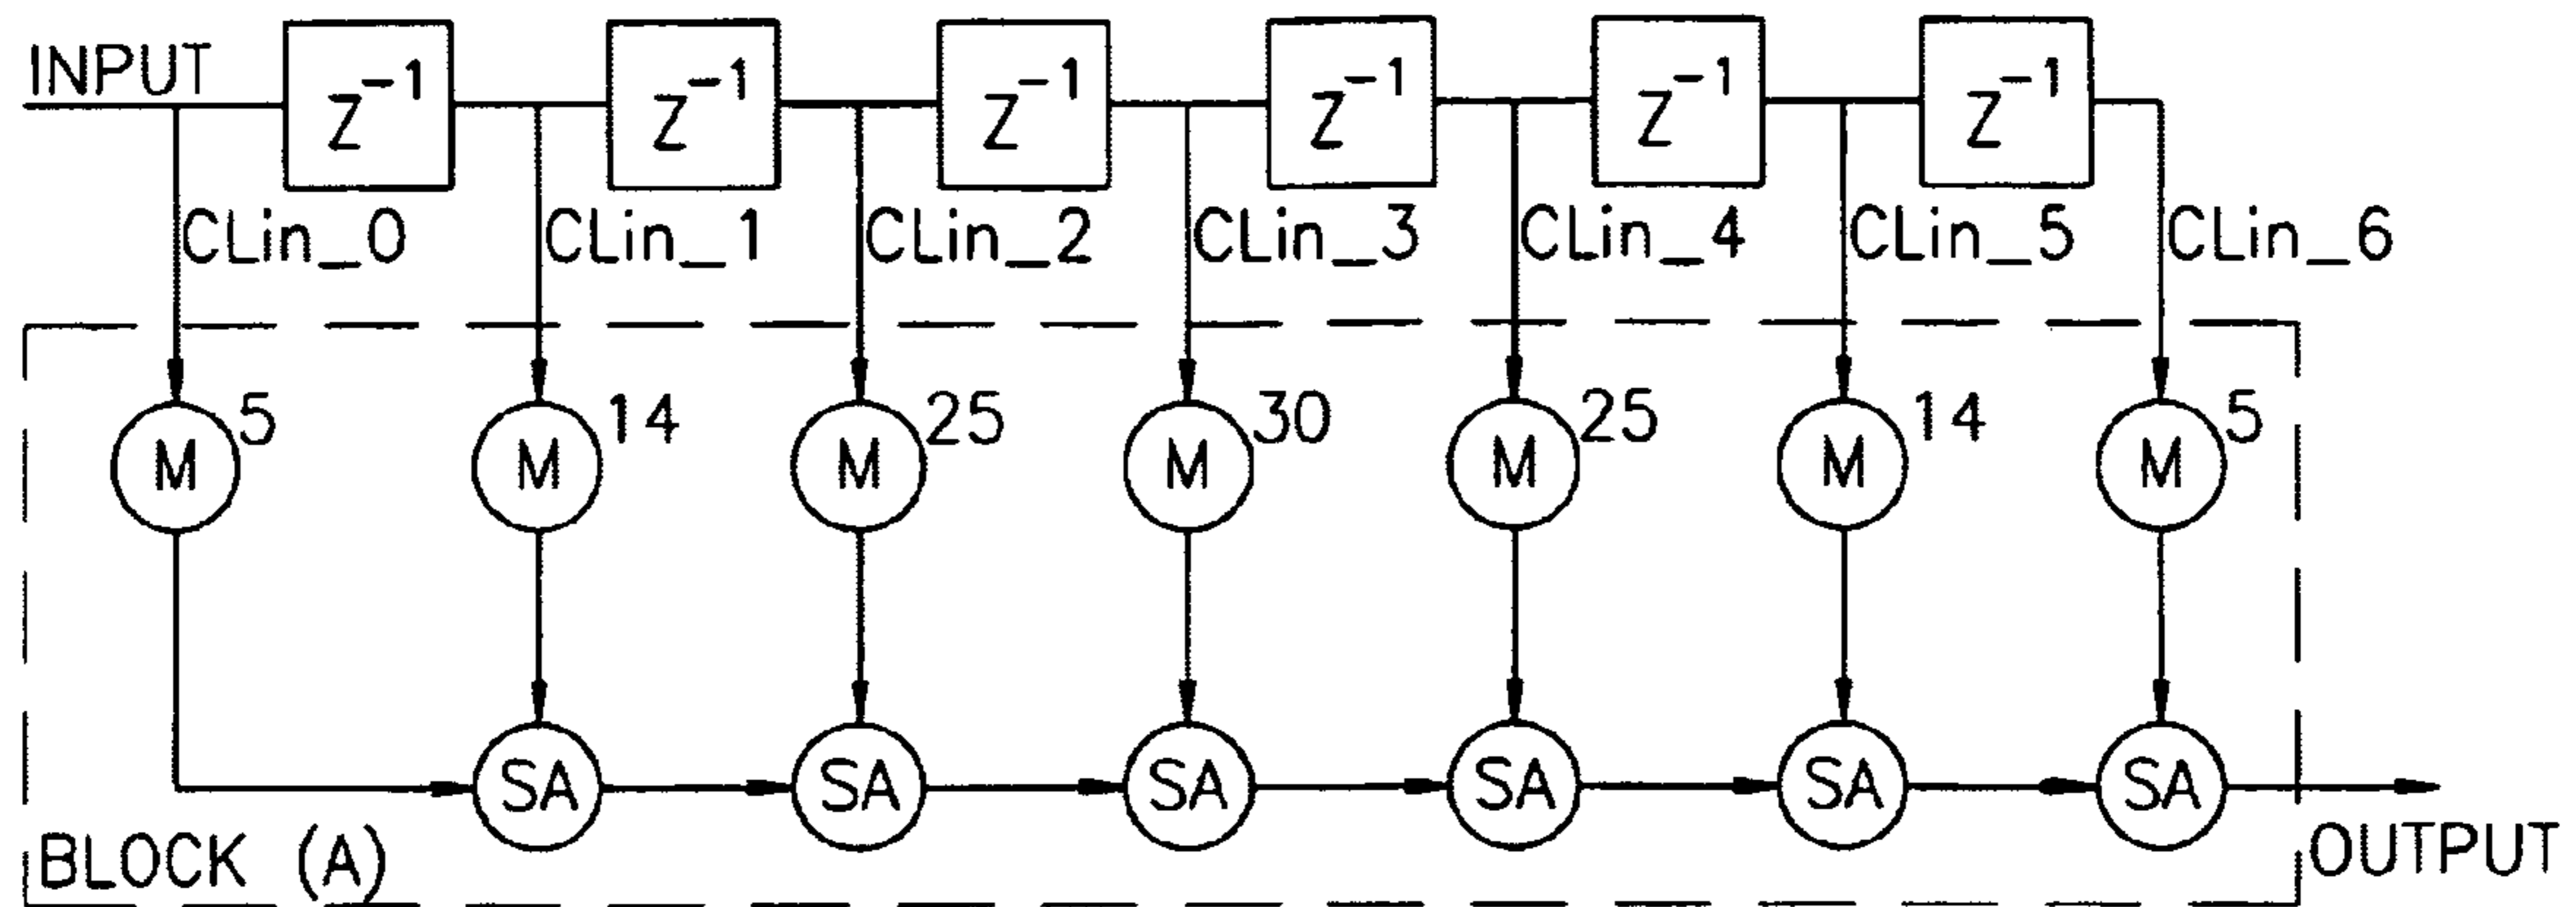 INPUT
Z-1 Z-1 Z-1 Z-1 Z-1 Z-1
CLin_0 CLin_1 CLin_2 CLin_3 CLin_4 CLin_5 CLin_6
M 5 M 14 M 25 M 30 M 25 M 14 M 5
SA SA SA SA SA SA
BLOCK (A)
OUTPUT